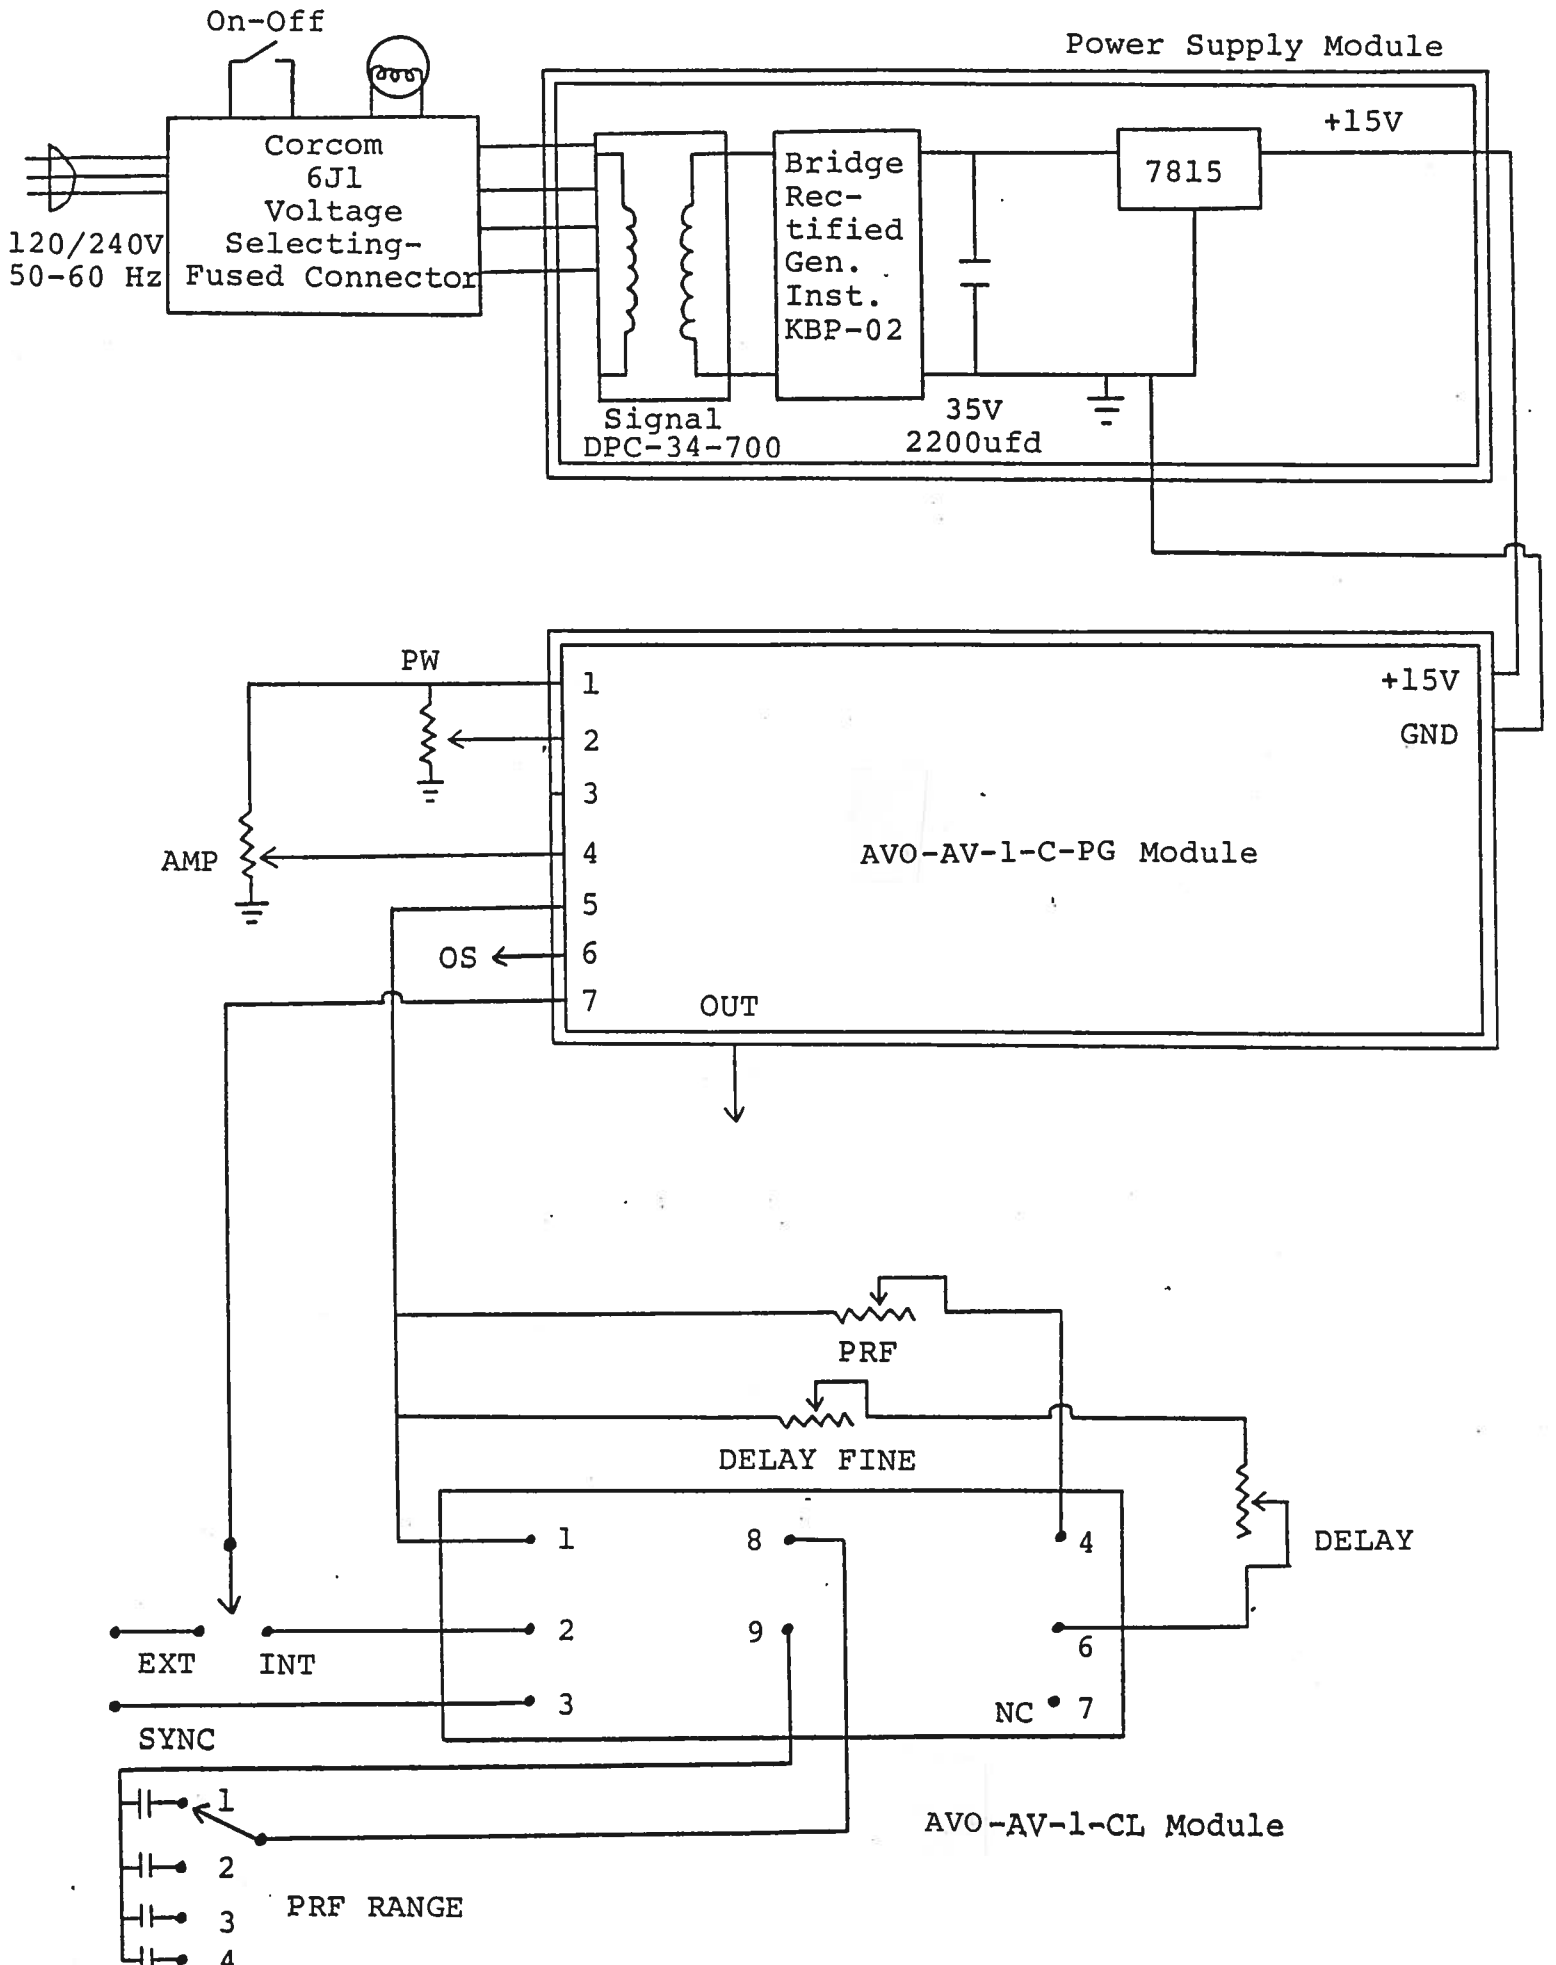 On-Off
Power Supply Module
Corcom
6J1
Voltage
Selecting-
Fused Connector
120/240V
50-60 Hz
Bridge
Rec-
tified
Gen.
Inst.
KBP-02
7815
+15V
Signal
DPC-34-700
35V
2200ufd
PW
1
2
3
4
5
6
7
AMP
OS
OUT
+15V
GND
AVO-AV-1-C-PG Module
PRF
DELAY FINE
DELAY
1
8
4
2
9
6
3
NC
7
EXT
INT
SYNC
1
2
3
4
PRF RANGE
AVO-AV-1-CL Module